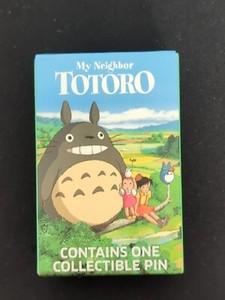 My Neighbor
TOTORO
CONTAINS ONE
COLLECTIBLE PIN